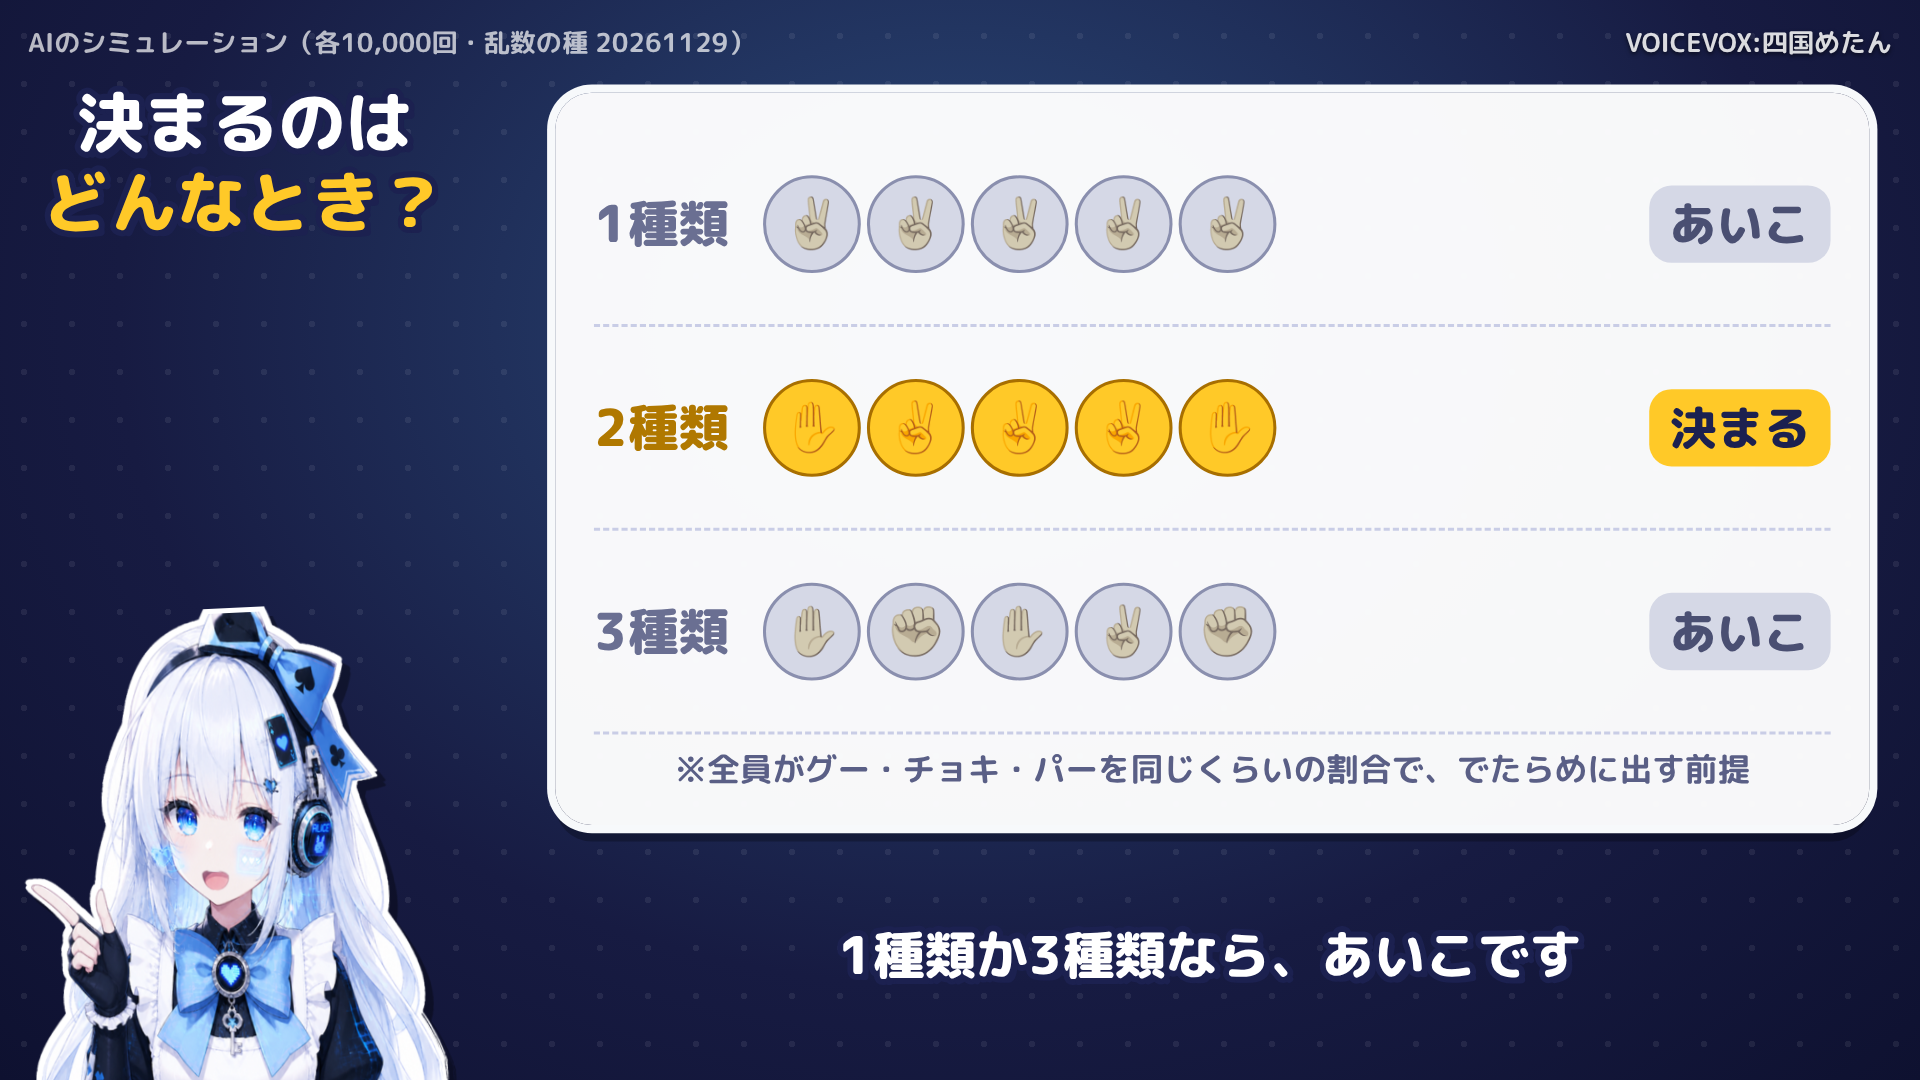 AIのシミュレーション（各10,000回・乱数の種 20261129）
VOICEVOX:四国めたん
決まるのは
どんなとき？
1種類
あいこ
2種類
決まる
3種類
あいこ
※全員がグー・チョキ・パーを同じくらいの割合で、でたらめに出す前提
1種類か3種類なら、あいこです